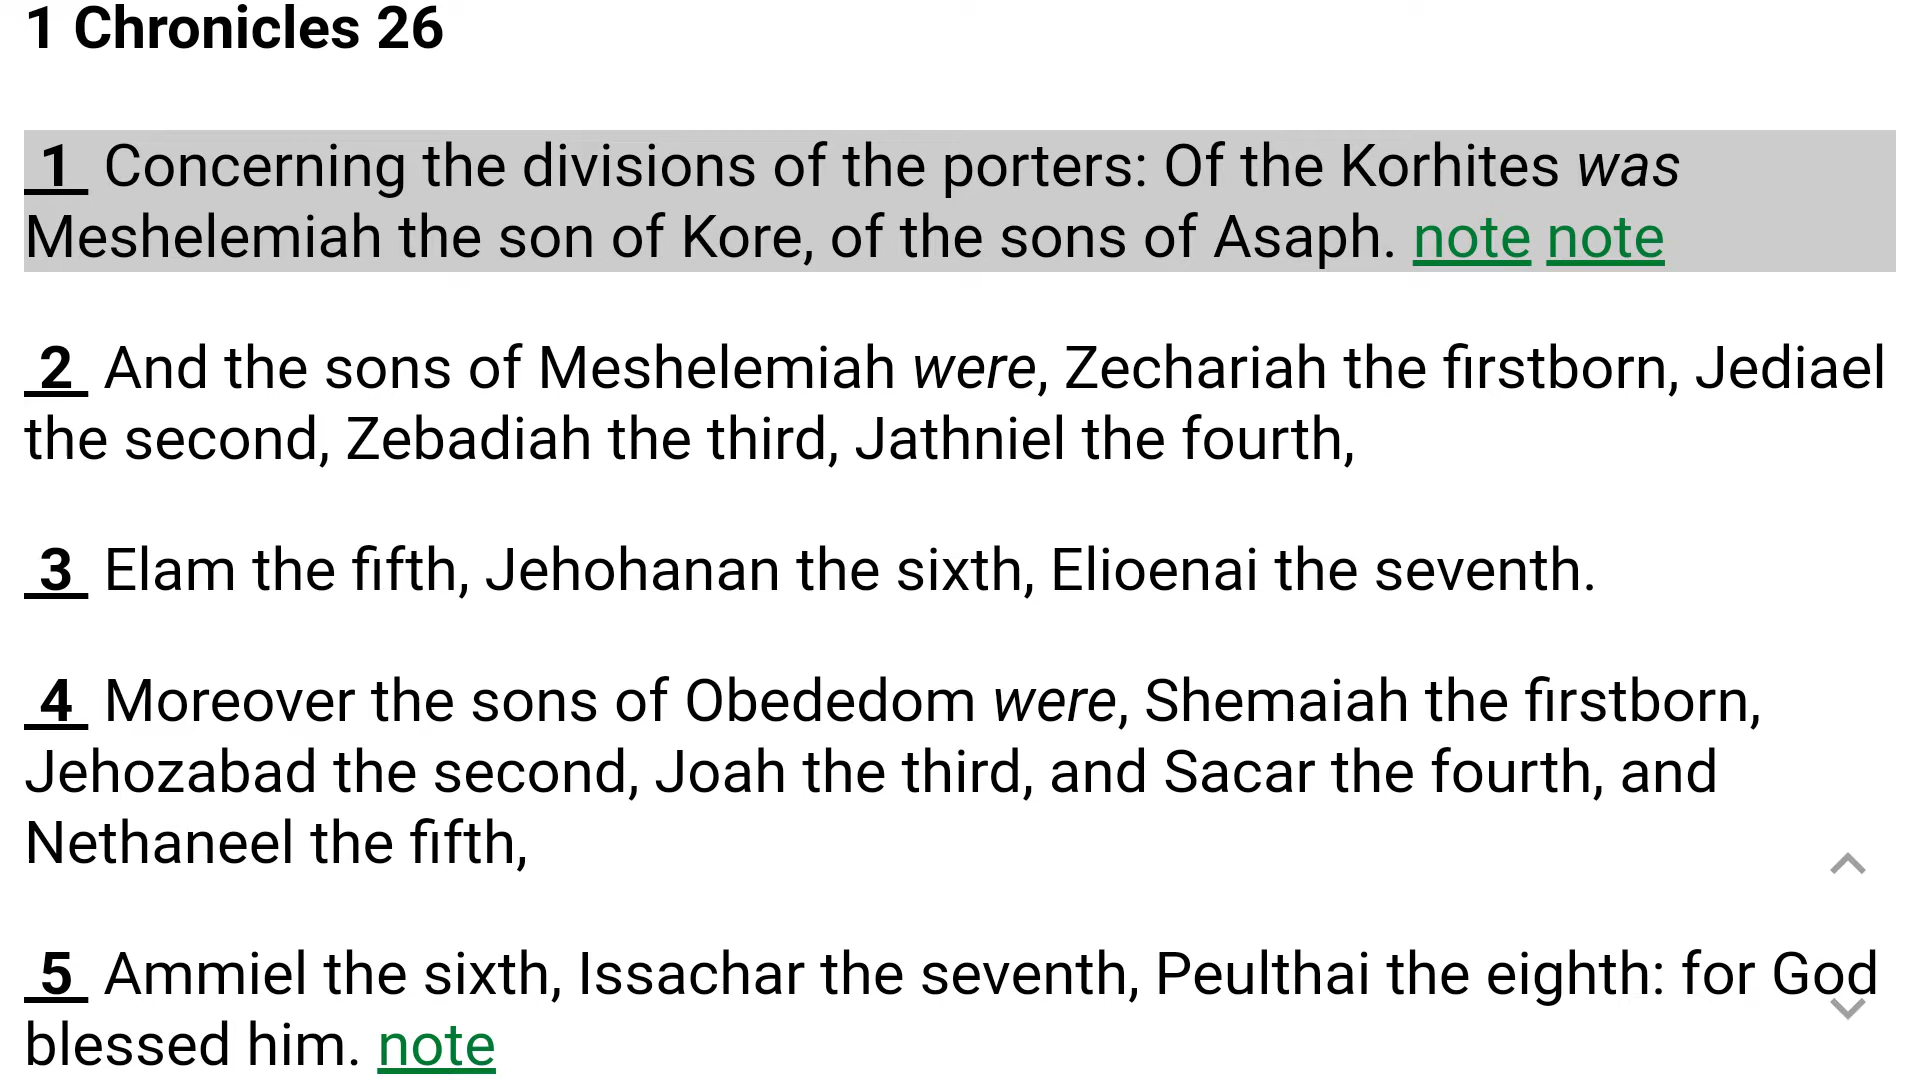 1 Chronicles 26
1 Concerning the divisions of the porters: Of the Korhites was
Meshelemiah the son of Kore, of the sons of Asaph. note note
2 And the sons of Meshelemiah were, Zechariah the firstborn, Jediael
the second, Zebadiah the third, Jathniel the fourth,
3 Elam the fifth, Jehohanan the sixth, Elioenai the seventh.
4 Moreover the sons of Obededom were, Shemaiah the firstborn,
Jehozabad the second, Joah the third, and Sacar the fourth, and
Nethaneel the fifth,
5 Ammiel the sixth, Issachar the seventh, Peulthai the eighth: for God
blessed him. note